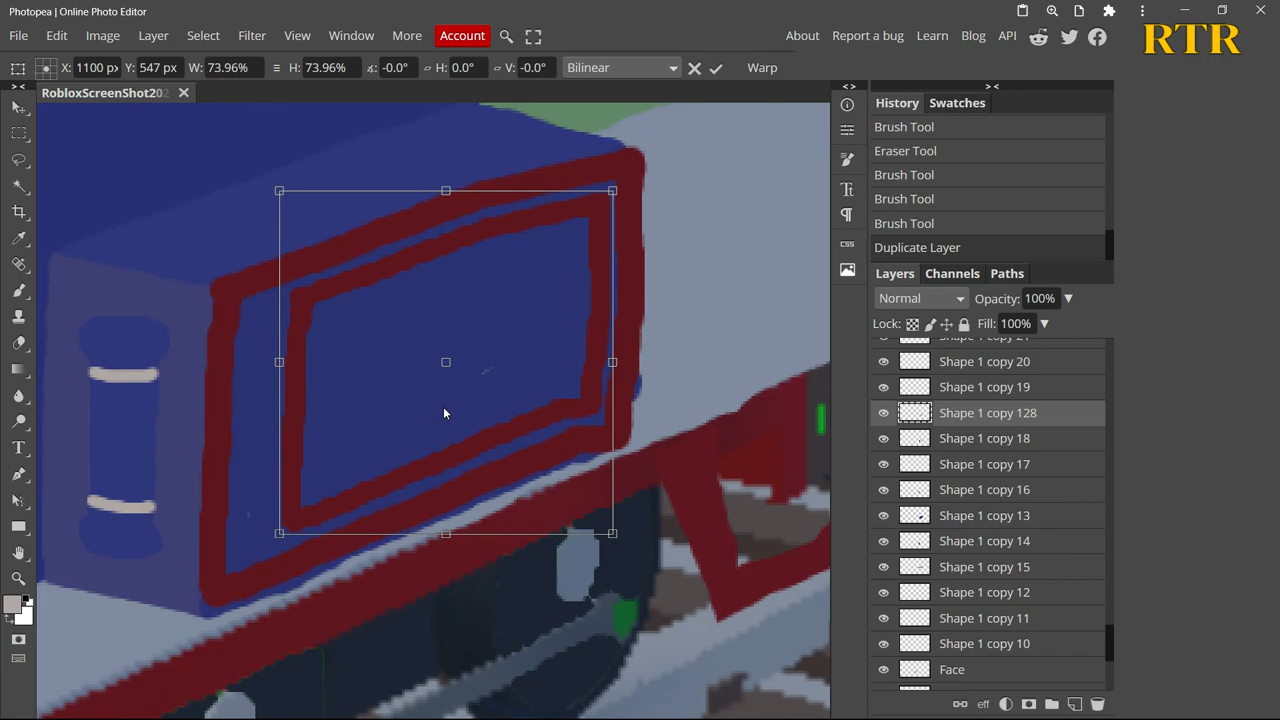 Photopea | Online Photo Editor
File Edit Image Layer Select Filter View Window More Account About Report a bug Learn Blog API RTR
X: 1100 px Y: 547 px W: 73.96% H: 73.96% ∡: -0.0° H: 0.0° V: -0.0° Bilinear Warp
RobloxScreenShot202
History Swatches
Brush Tool
Eraser Tool
Brush Tool
Brush Tool
Brush Tool
Duplicate Layer
Layers Channels Paths
Normal Opacity: 100%
Lock: Fill: 100%
Shape 1 copy 21
Shape 1 copy 20
Shape 1 copy 19
Shape 1 copy 128
Shape 1 copy 18
Shape 1 copy 17
Shape 1 copy 16
Shape 1 copy 13
Shape 1 copy 14
Shape 1 copy 15
Shape 1 copy 12
Shape 1 copy 11
Shape 1 copy 10
Face
eff
CSS